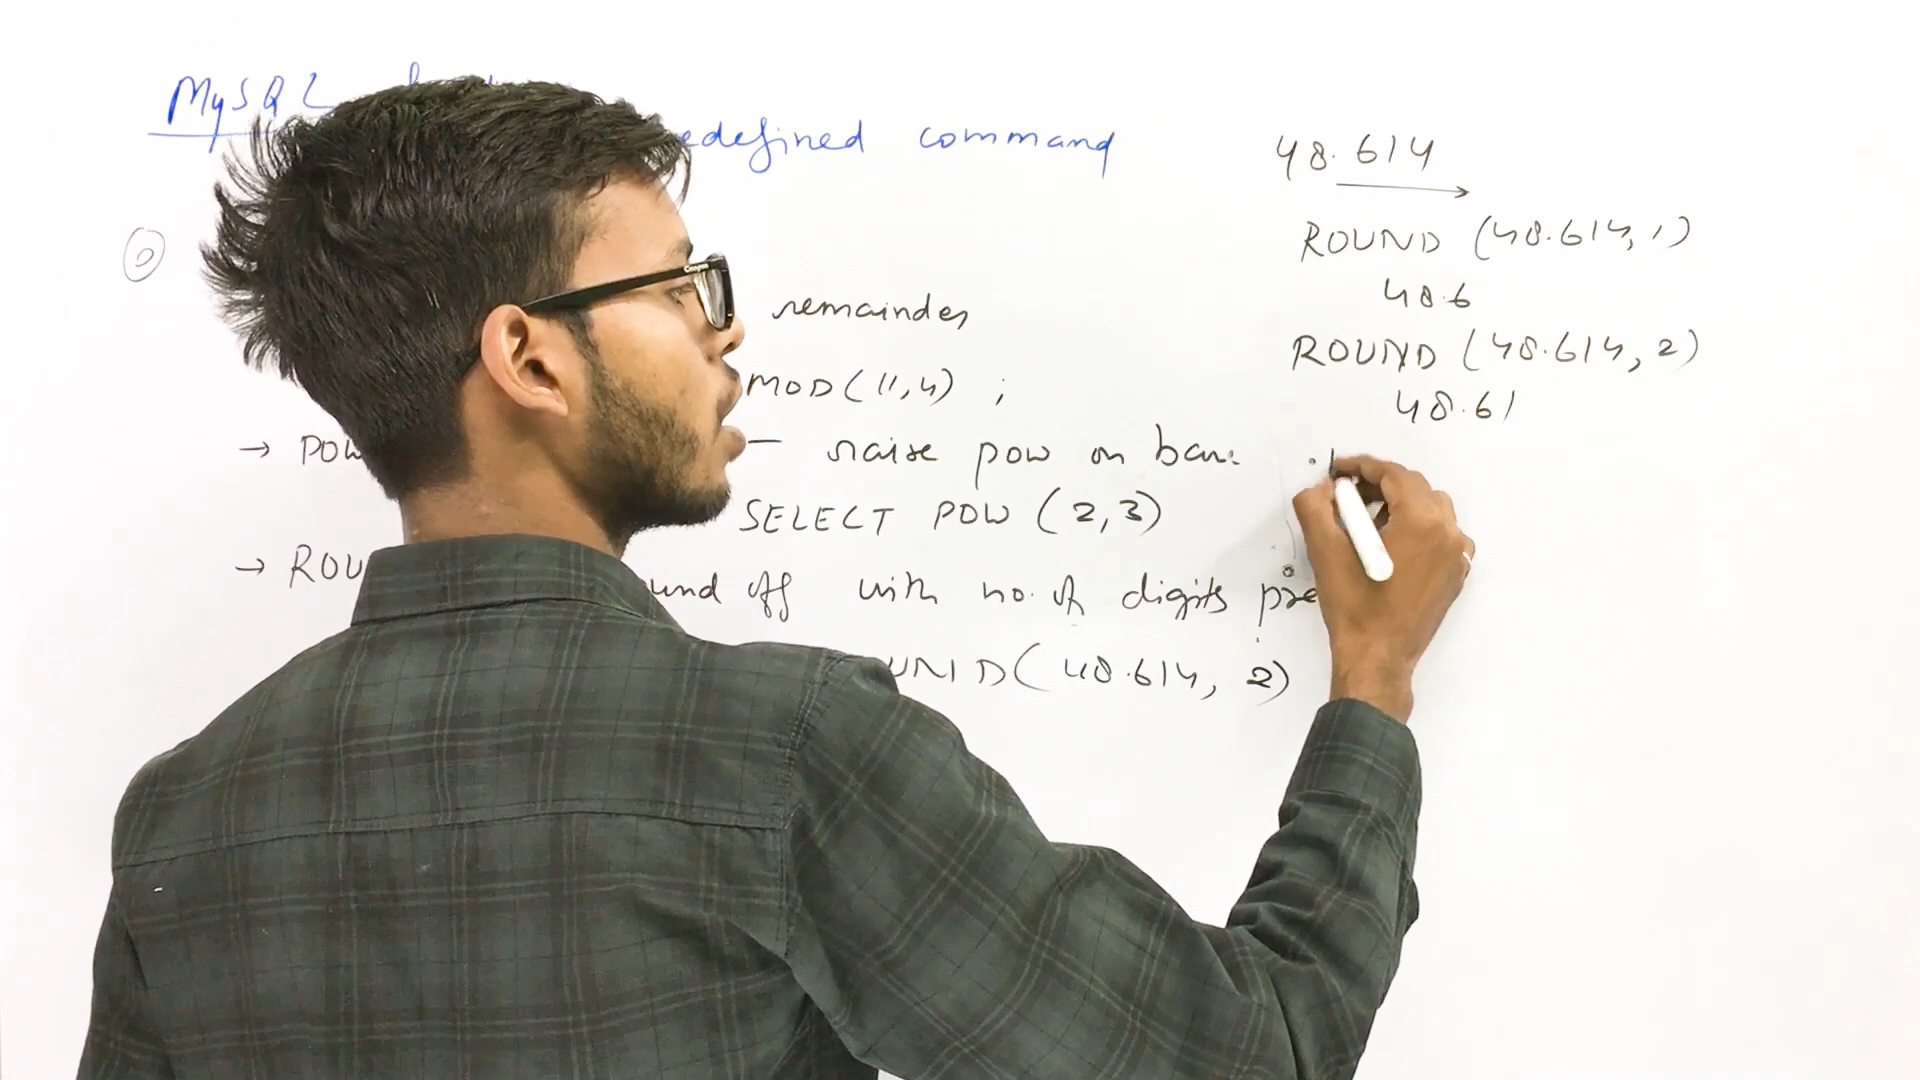 MySQL
edefined command
remainder
MOD(11,4) ;
→ POW — raise pow on base
SELECT POW (2,3)
→ ROU und off with no. of digits pre
UND(48.614, 2)
48.614
ROUND (48.614, 1)
48.6
ROUND (48.614, 2)
48.61